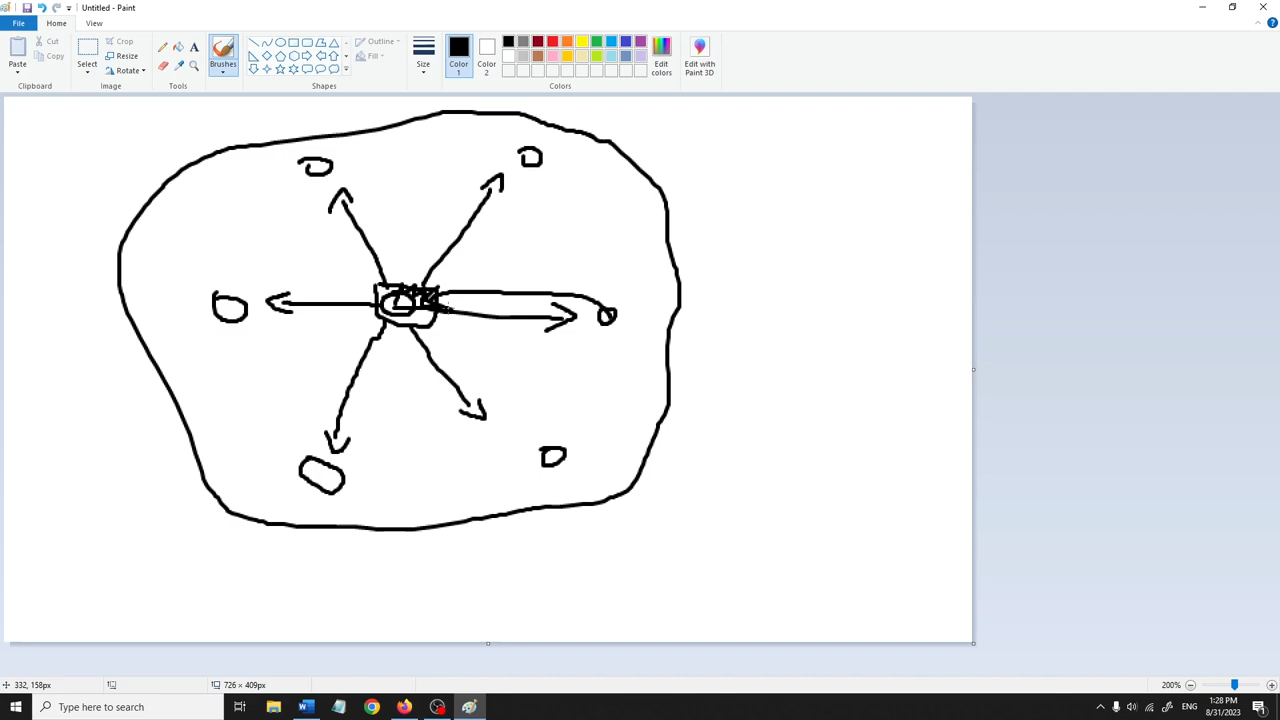 Untitled - Paint
File Home View
Paste
Cut
Copy
Clipboard
Select
Crop
Resize
Rotate
Image
A
Tools
Brushes
Outline
Fill
Shapes
Size
Color 1
Color 2
Edit colors
Colors
Edit with Paint 3D
332, 158px
726 × 409px
200%
Type here to search
ENG
1:28 PM
8/31/2023